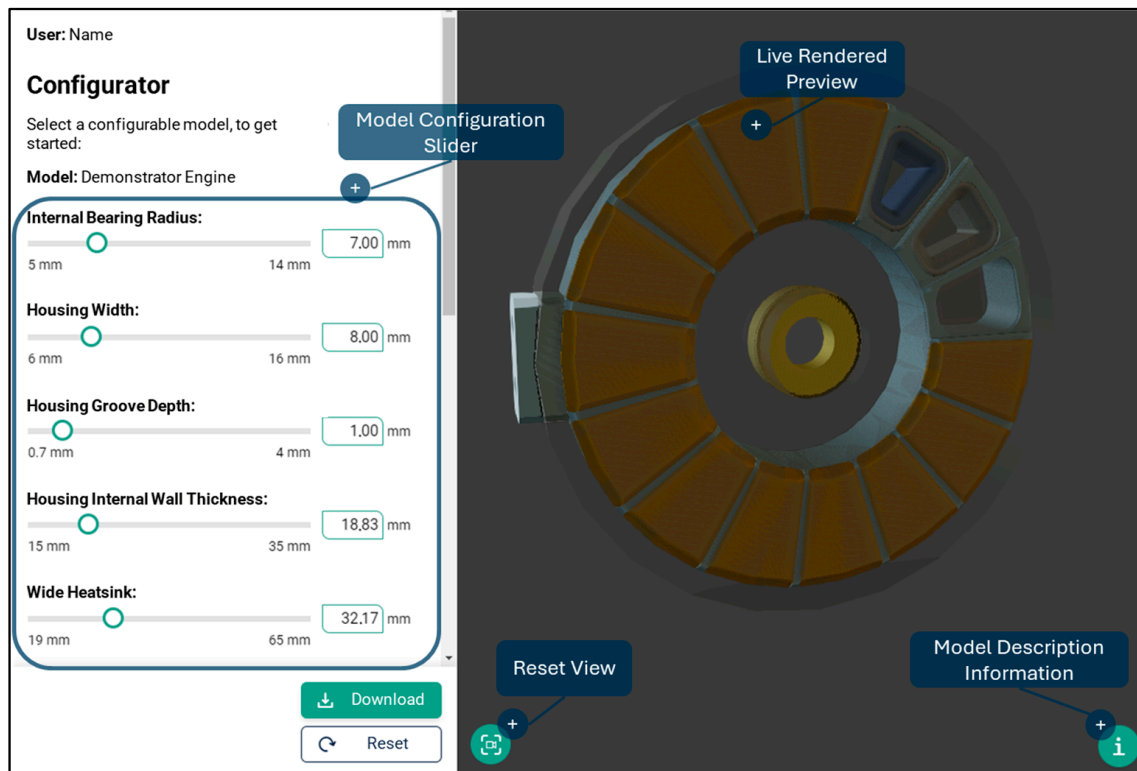 User: Name
Configurator
Select a configurable model, to get
started:
Model: Demonstrator Engine
Model Configuration
Slider
+
Internal Bearing Radius:
7.00 mm
5 mm 14 mm
Housing Width:
8.00 mm
6 mm 16 mm
Housing Groove Depth:
1.00 mm
0.7 mm 4 mm
Housing Internal Wall Thickness:
18.83 mm
15 mm 35 mm
Wide Heatsink:
32.17 mm
19 mm 65 mm
Download
Reset
Live Rendered
Preview
+
Reset View
+
Model Description
Information
+
i